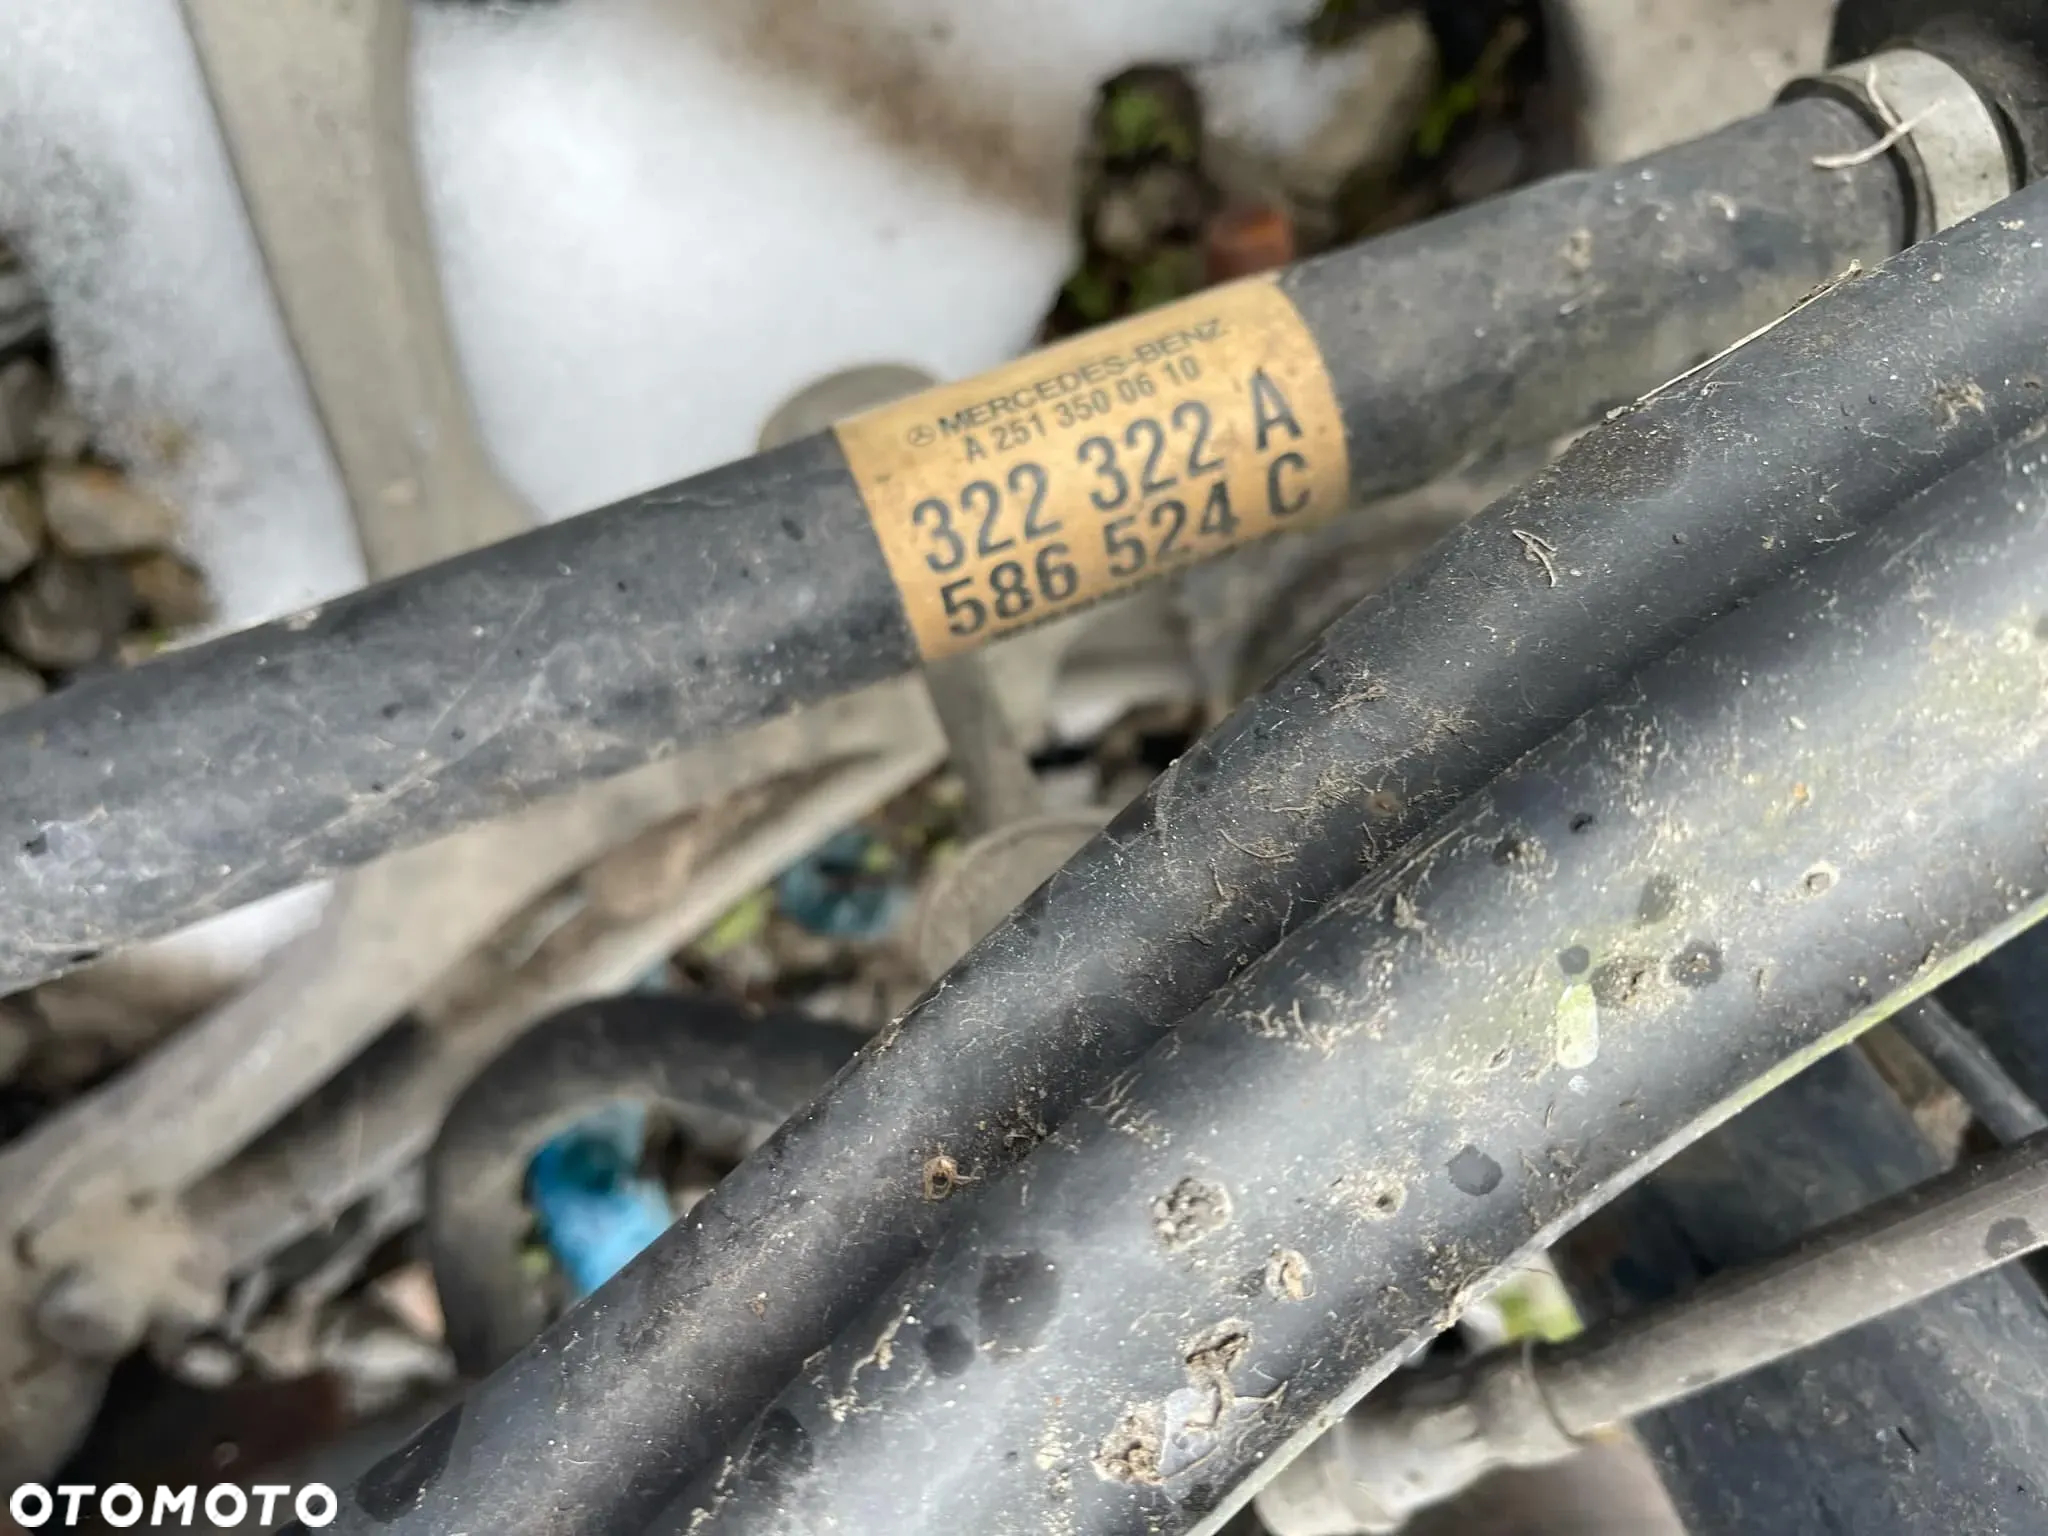 MERCEDES-BENZ
A 251 350 06 10
322 322 A
586 524 C
OTOMOTO